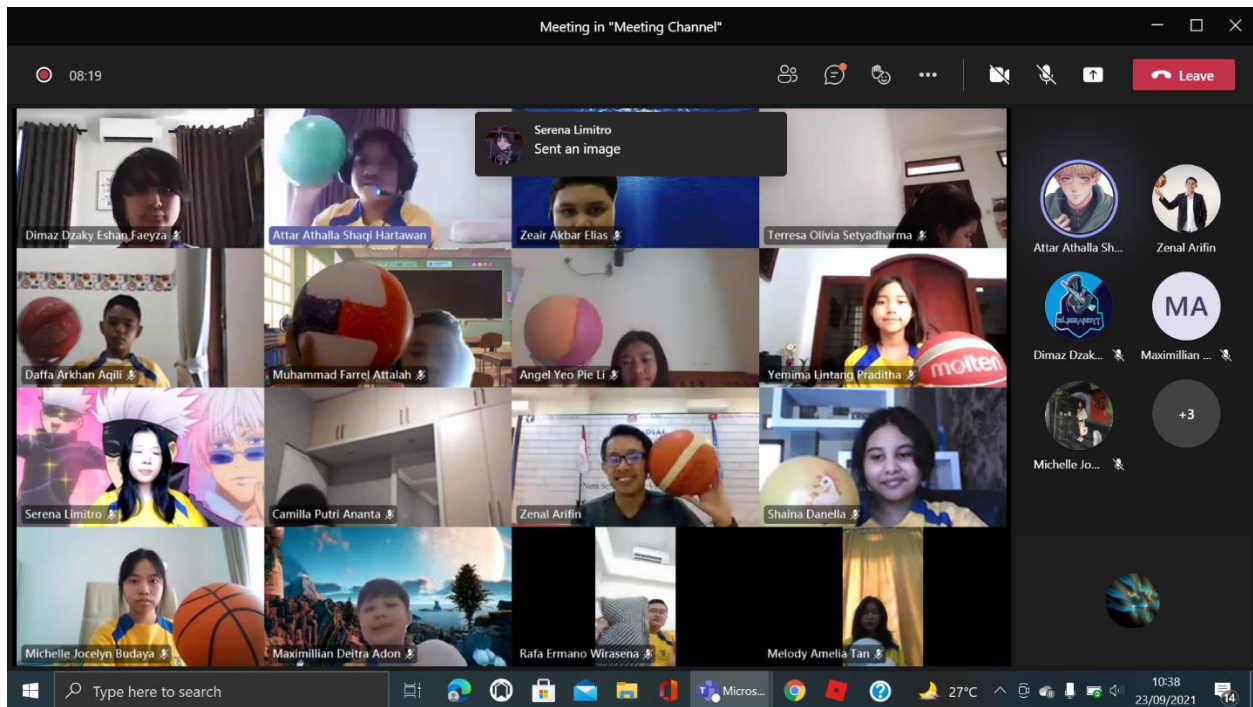 Meeting in "Meeting Channel"
08:19
Leave
Serena Limitro
Sent an image
Dimaz Dzaky Eshan Faeyza
Attar Athalla Shaqi Hartawan
Zeair Akbar Elias
Terresa Olivia Setyadharma
Attar Athalla Sh...
Zenal Arifin
Daffa Arkhan Aqili
Muhammad Farrel Attalah
Angel Yeo Pie Li
Yemima Lintang Praditha
molten
MA
Dimaz Dzak...
Maximillian ...
Serena Limitro
Camilla Putri Ananta
Zenal Arifin
Shaina Danella
+3
Michelle Jo...
Michelle Jocelyn Budaya
Maximillian Deitra Adon
Rafa Ermano Wirasena
Melody Amelia Tan
Type here to search
Micros...
27°C
10:38
23/09/2021
14